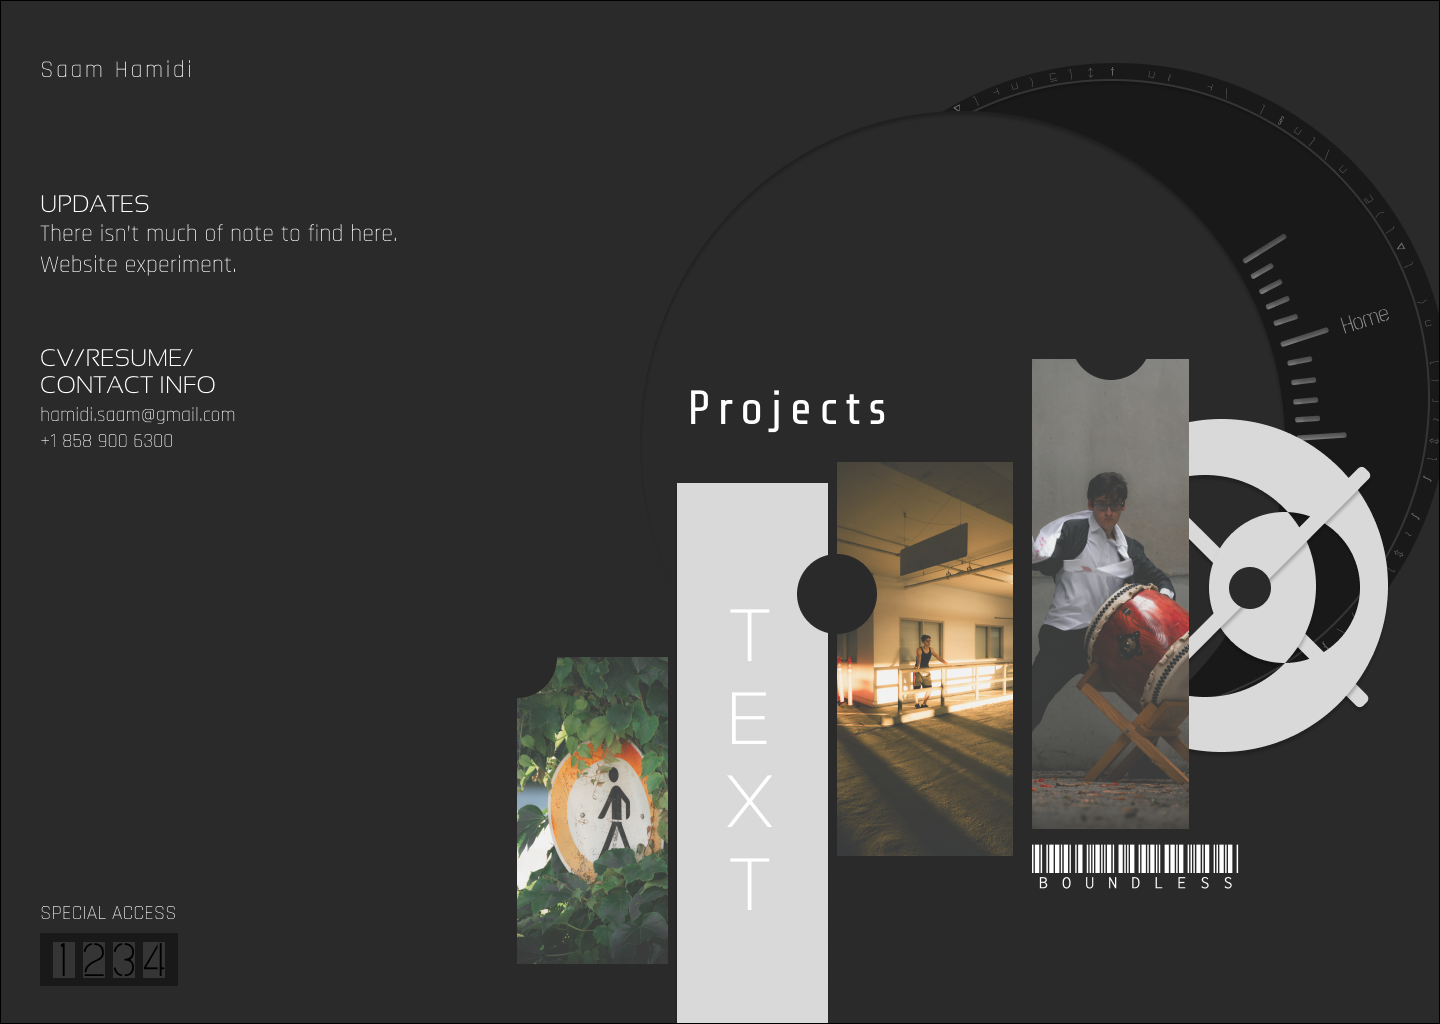 Saam Hamidi
UPDATES
There isn't much of note to find here.
Website experiment.
CV/RESUME/
CONTACT INFO
hamidi.saam@gmail.com
+1 858 900 6300
SPECIAL ACCESS
1234
Projects
TEXT
Home
BOUNDLESS